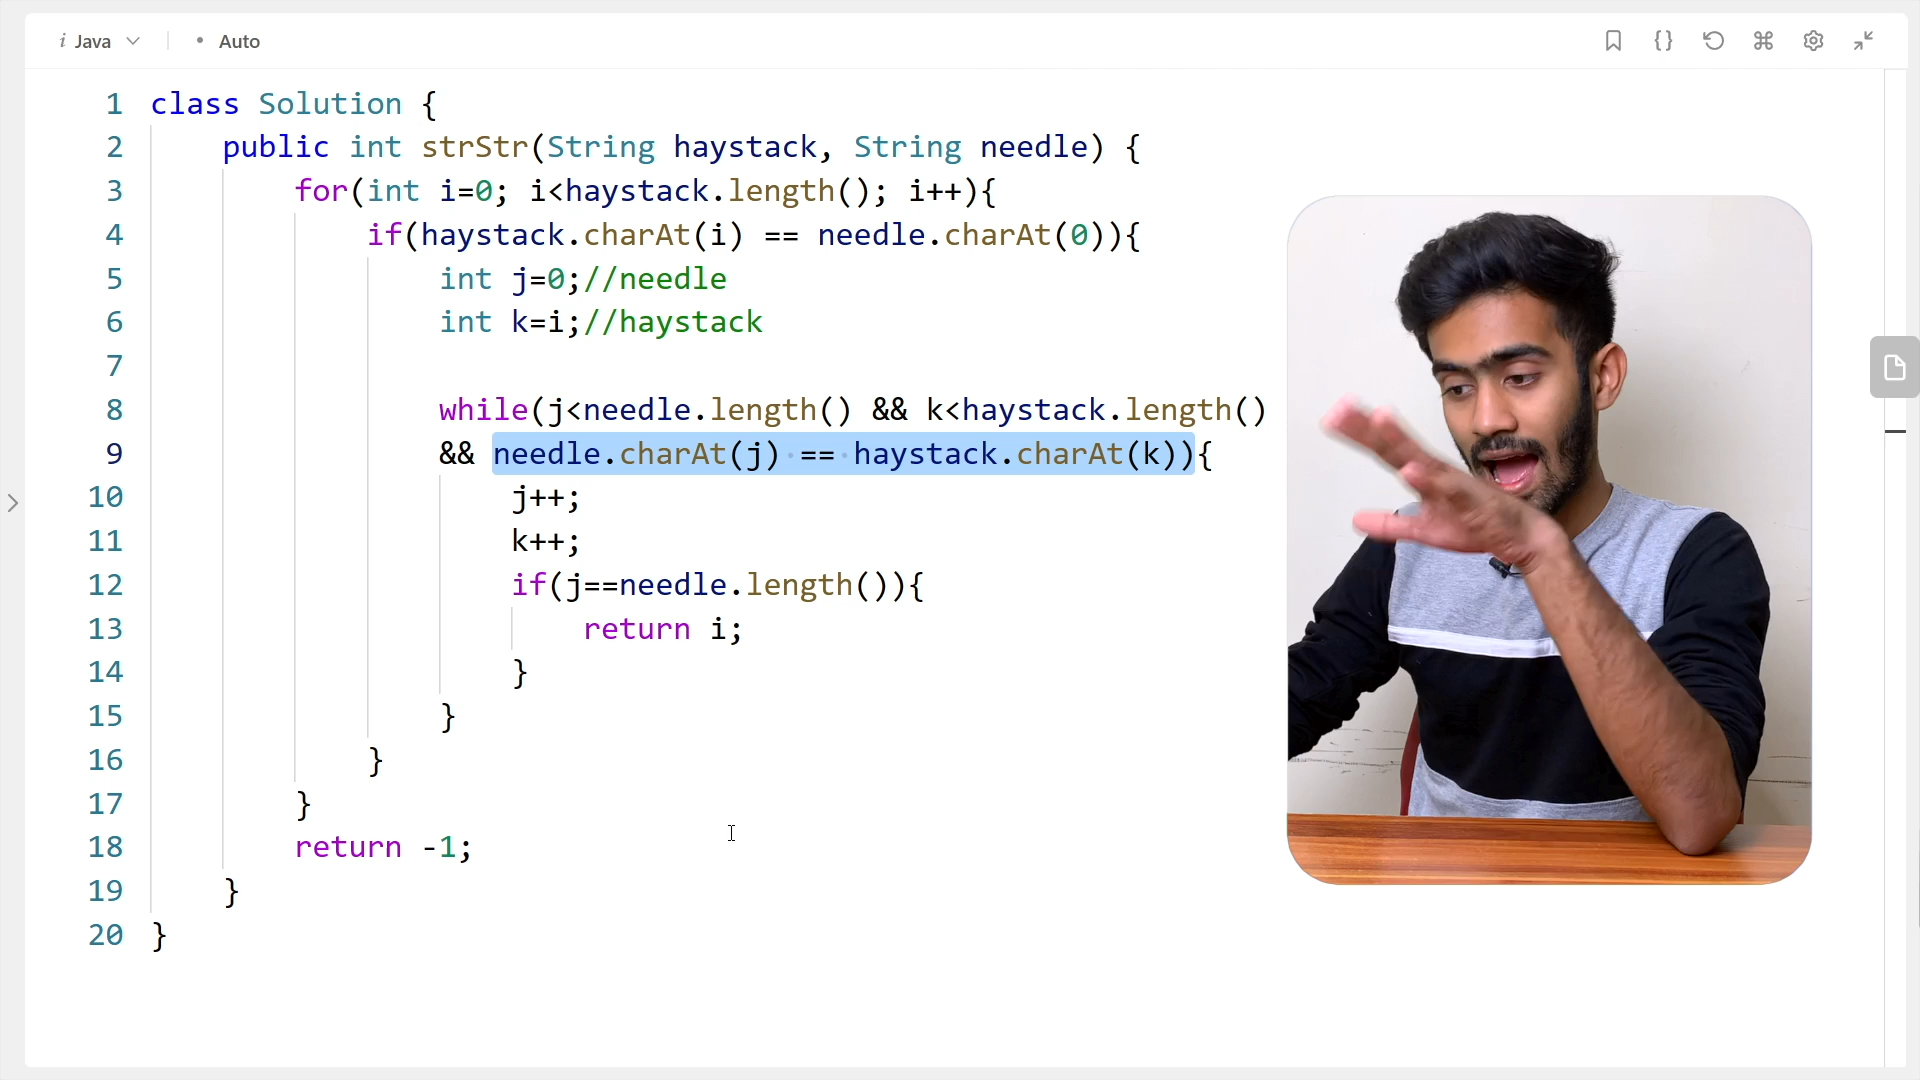 i Java • Auto
1 class Solution {
2 public int strStr(String haystack, String needle) {
3 for(int i=0; i<haystack.length(); i++){
4 if(haystack.charAt(i) == needle.charAt(0)){
5 int j=0;//needle
6 int k=i;//haystack
7
8 while(j<needle.length() && k<haystack.length()
9 && needle.charAt(j) == haystack.charAt(k)){
10 j++;
11 k++;
12 if(j==needle.length()){
13 return i;
14 }
15 }
16 }
17 }
18 return -1;
19 }
20 }